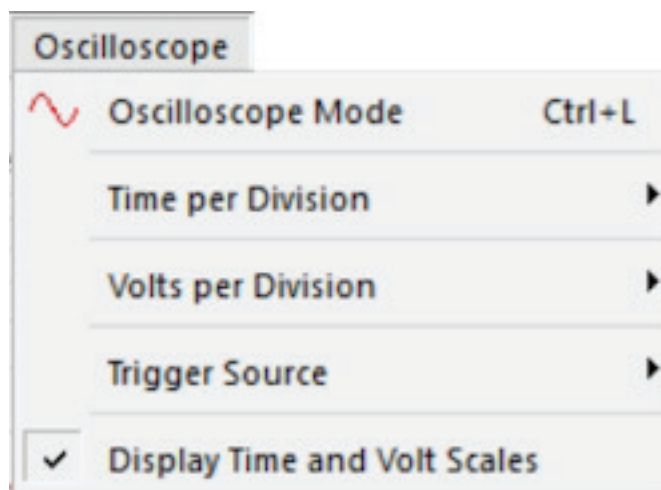 Oscilloscope
Oscilloscope Mode Ctrl+L
Time per Division
Volts per Division
Trigger Source
Display Time and Volt Scales